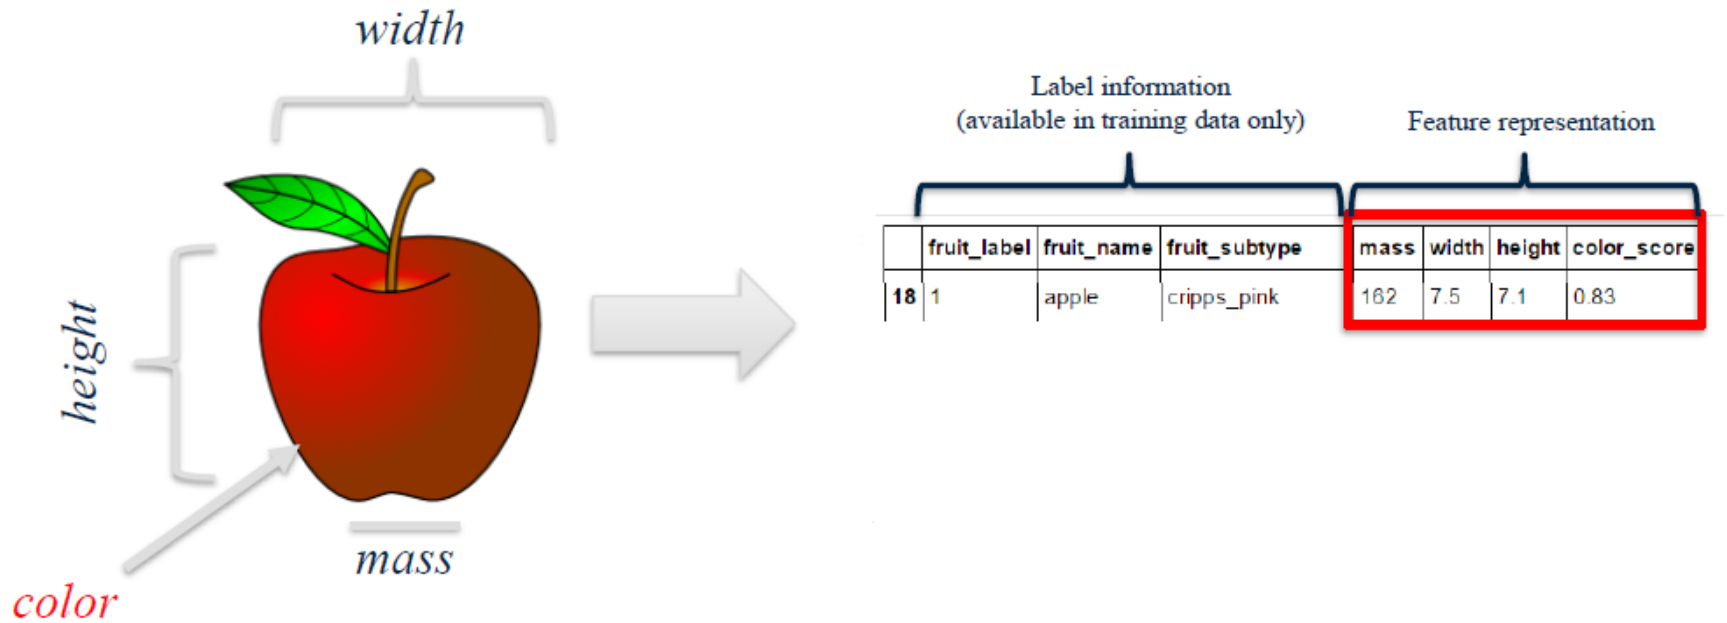 width
height
mass
color
Label information
(available in training data only)
Feature representation
fruit_label fruit_name fruit_subtype mass width height color_score
18 1 apple cripps_pink 162 7.5 7.1 0.83